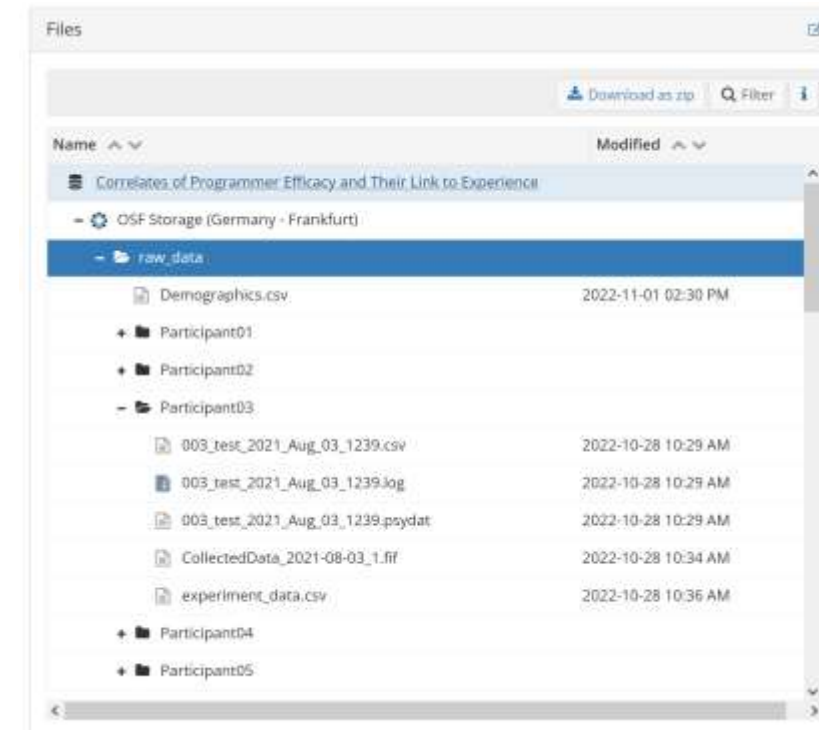 Files
Download as zip Filter i
Name Modified
Correlates of Programmer Efficacy and Their Link to Experience
OSF Storage (Germany - Frankfurt)
raw_data
Demographics.csv 2022-11-01 02:30 PM
Participant01
Participant02
Participant03
003_test_2021_Aug_03_1239.csv 2022-10-28 10:29 AM
003_test_2021_Aug_03_1239.log 2022-10-28 10:29 AM
003_test_2021_Aug_03_1239.psydat 2022-10-28 10:29 AM
CollectedData_2021-08-03_1.fif 2022-10-28 10:34 AM
experiment_data.csv 2022-10-28 10:36 AM
Participant04
Participant05